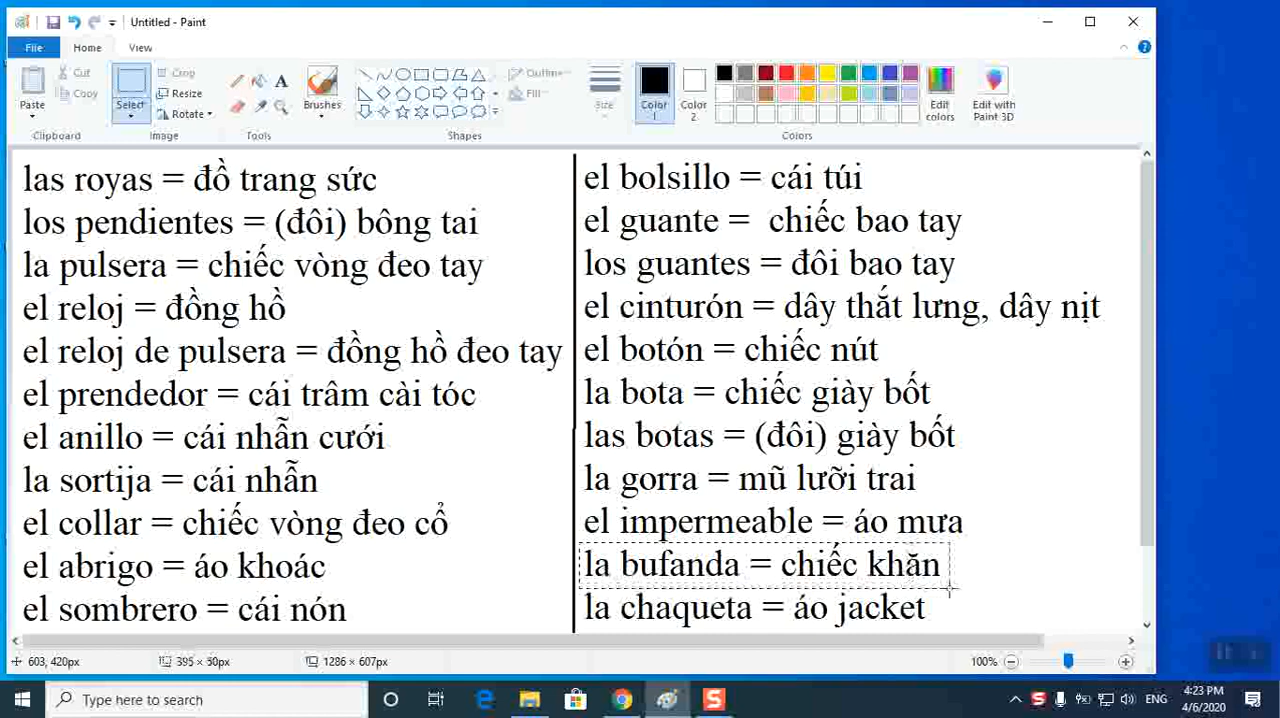 Untitled - Paint
File Home View
Paste
Cut
Copy
Clipboard
Select
Crop
Resize
Rotate
Image
Tools
Brushes
Shapes
Outline
Fill
Size
Color 1
Color 2
Colors
Edit colors
Edit with Paint 3D
las royas = đồ trang sức
los pendientes = (đôi) bông tai
la pulsera = chiếc vòng đeo tay
el reloj = đồng hồ
el reloj de pulsera = đồng hồ đeo tay
el prendedor = cái trâm cài tóc
el anillo = cái nhẫn cưới
la sortija = cái nhẫn
el collar = chiếc vòng đeo cổ
el abrigo = áo khoác
el sombrero = cái nón
el bolsillo = cái túi
el guante = chiếc bao tay
los guantes = đôi bao tay
el cinturón = dây thắt lưng, dây nịt
el botón = chiếc nút
la bota = chiếc giày bốt
las botas = (đôi) giày bốt
la gorra = mũ lưỡi trai
el impermeable = áo mưa
la bufanda = chiếc khăn
la chaqueta = áo jacket
603, 420px 395 × 30px 1286 × 607px 100%
Type here to search
ENG
4:23 PM
4/6/2020